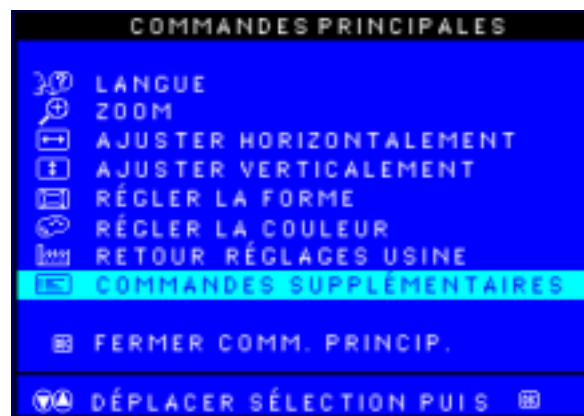 COMMANDES PRINCIPALES
LANGUE
ZOOM
AJUSTER HORIZONTALEMENT
AJUSTER VERTICALEMENT
RÉGLER LA FORME
RÉGLER LA COULEUR
RETOUR RÉGLAGES USINE
COMMANDES SUPPLÉMENTAIRES
FERMER COMM. PRINCIP.
DÉPLACER SÉLECTION PUIS